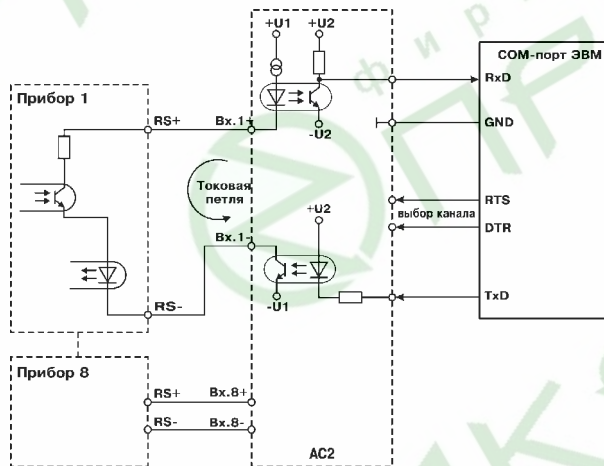 +U1
+U2
-U2
Прибор 1
RS+
Вх.1+
Токовая
петля
+U2
Вх.1-
-U1
RS-
COM-порт ЭВМ
RxD
GND
RTS
выбор канала
DTR
TxD
Прибор 8
RS+
Вх.8+
RS-
Вх.8-
АС2